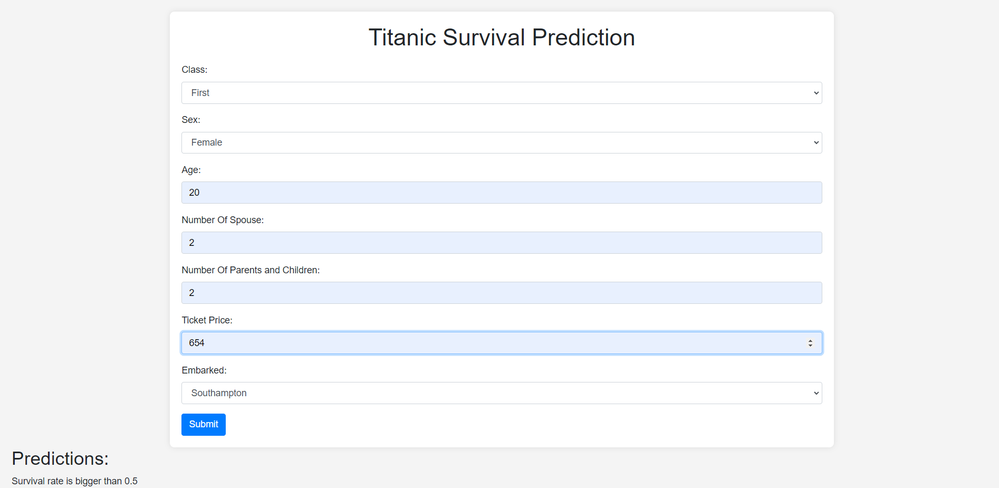 Titanic Survival Prediction
Class:
First
Sex:
Female
Age:
20
Number Of Spouse:
2
Number Of Parents and Children:
2
Ticket Price:
654
Embarked:
Southampton
Submit
Predictions:
Survival rate is bigger than 0.5